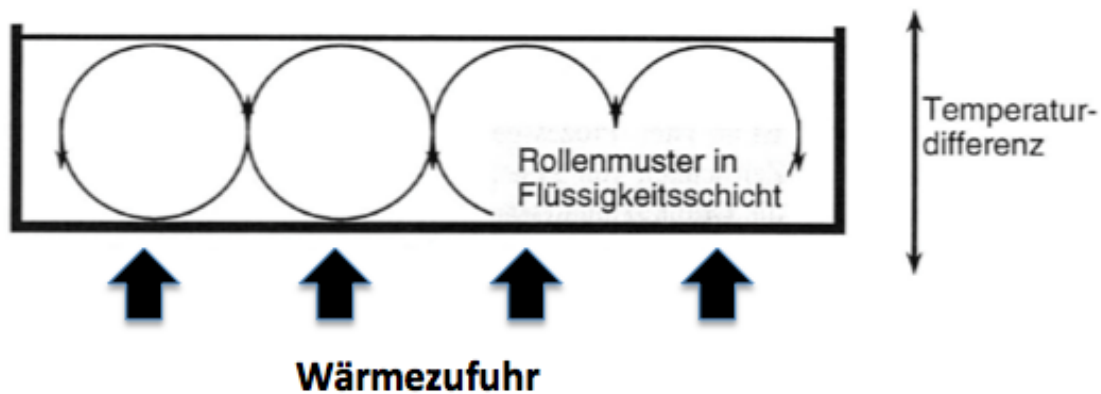 Temperatur-
differenz
Rollenmuster in
Flüssigkeitsschicht
Wärmezufuhr